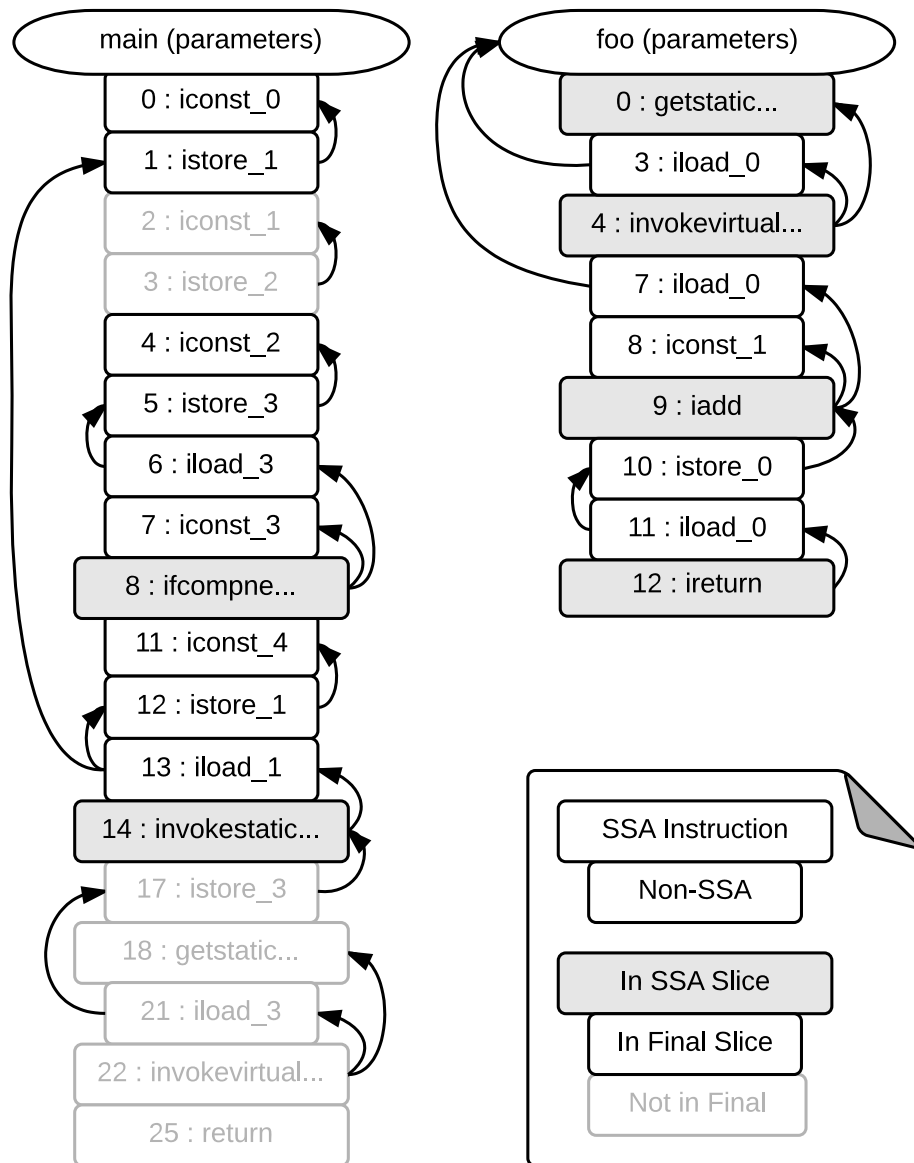 main (parameters)
0 : iconst_0
1 : istore_1
2 : iconst_1
3 : istore_2
4 : iconst_2
5 : istore_3
6 : iload_3
7 : iconst_3
8 : ifcompne...
11 : iconst_4
12 : istore_1
13 : iload_1
14 : invokestatic...
17 : istore_3
18 : getstatic...
21 : iload_3
22 : invokevirtual...
25 : return
foo (parameters)
0 : getstatic...
3 : iload_0
4 : invokevirtual...
7 : iload_0
8 : iconst_1
9 : iadd
10 : istore_0
11 : iload_0
12 : ireturn
SSA Instruction
Non-SSA
In SSA Slice
In Final Slice
Not in Final